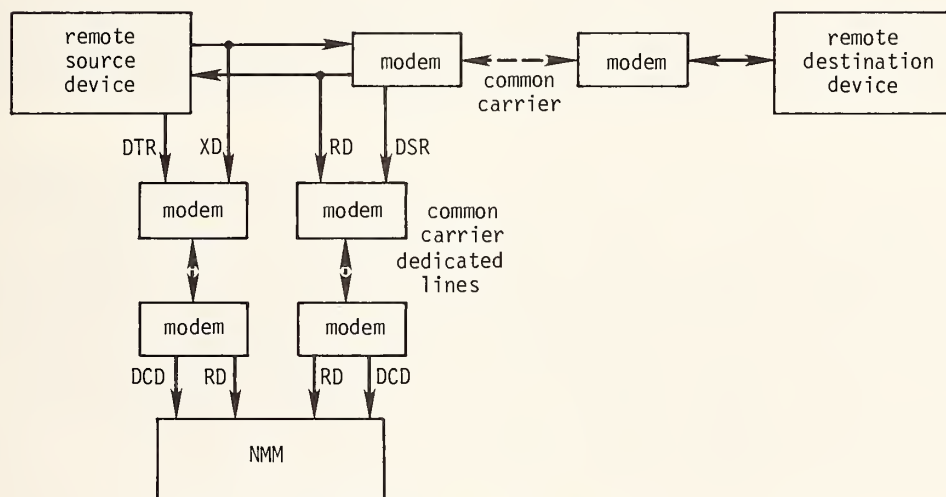 remote
source
device
modem
common
carrier
modem
remote
destination
device
DTR XD RD DSR
modem
modem
common
carrier
dedicated
lines
modem
modem
DCD RD RD DCD
NMM